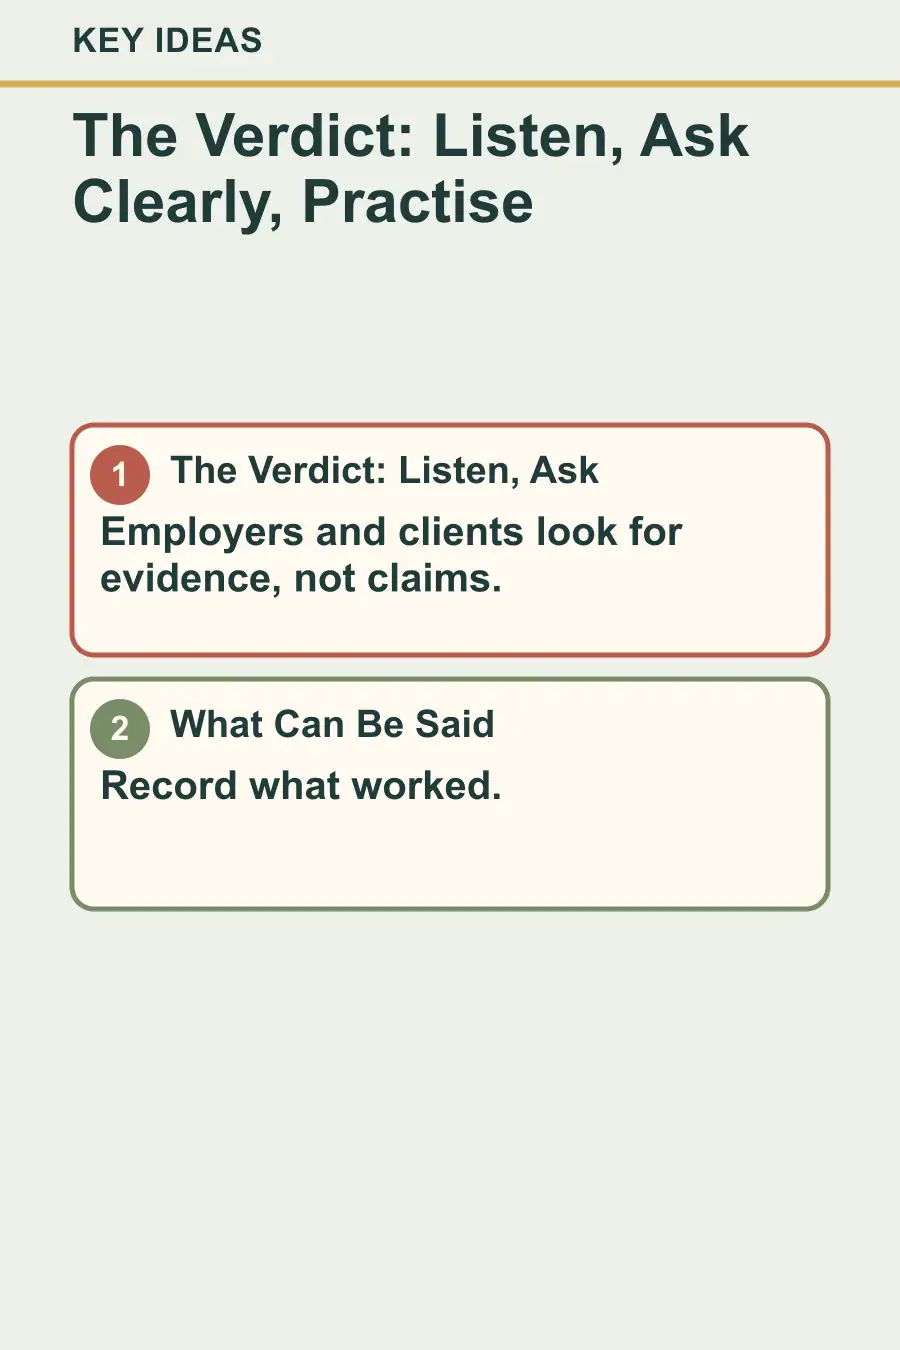 KEY IDEAS
The Verdict: Listen, Ask
Clearly, Practise
1 The Verdict: Listen, Ask
Employers and clients look for
evidence, not claims.
2 What Can Be Said
Record what worked.